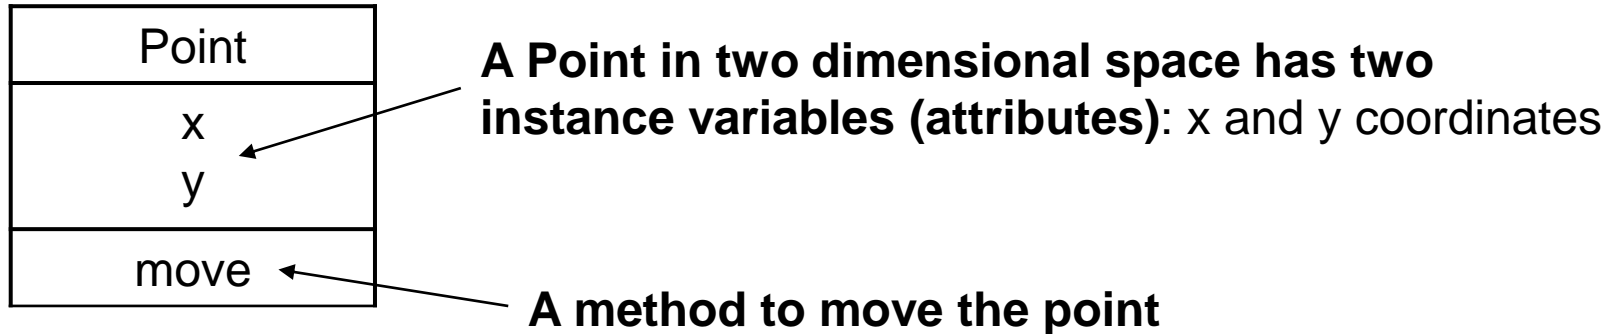 Point
x
y
move
A Point in two dimensional space has two
instance variables (attributes): x and y coordinates
A method to move the point